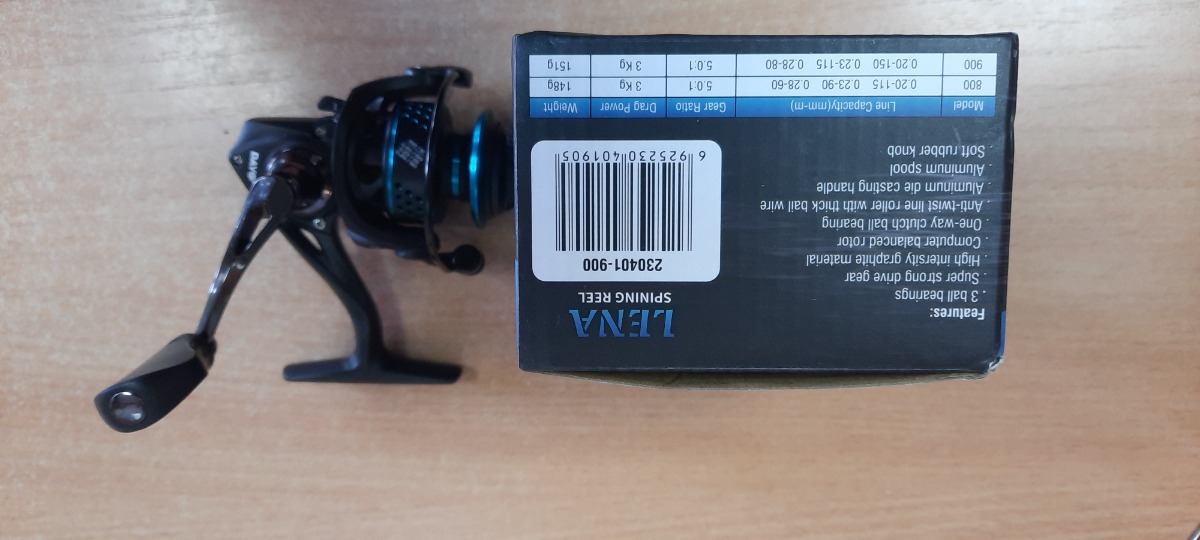 LENA
SPINING REEL
230401-900
6 925230 401905
Features:
. 3 ball bearings
. Super strong drive gear
. High intersity graphite material
. Computer balanced rotor
. One-way clutch ball bearing
. Anti-twist line roller with thick bail wire
. Aluminum die casting handle
. Aluminum spool
. Soft rubber knob
Model Line Capacity(mm-m) Gear Ratio Drag Power Weight
800 0.20-115 0.23-90 0.28-60 5.0:1 3 Kg 148g
900 0.20-150 0.23-115 0.28-80 5.0:1 3 Kg 151g